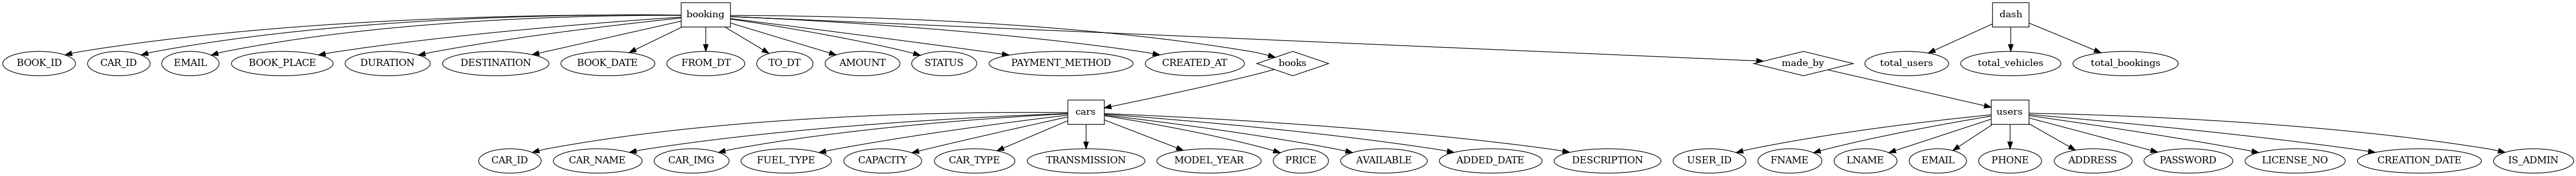 booking
dash
BOOK_ID
CAR_ID
EMAIL
BOOK_PLACE
DURATION
DESTINATION
BOOK_DATE
FROM_DT
TO_DT
AMOUNT
STATUS
PAYMENT_METHOD
CREATED_AT
books
made_by
total_users
total_vehicles
total_bookings
cars
users
CAR_ID
CAR_NAME
CAR_IMG
FUEL_TYPE
CAPACITY
CAR_TYPE
TRANSMISSION
MODEL_YEAR
PRICE
AVAILABLE
ADDED_DATE
DESCRIPTION
USER_ID
FNAME
LNAME
EMAIL
PHONE
ADDRESS
PASSWORD
LICENSE_NO
CREATION_DATE
IS_ADMIN